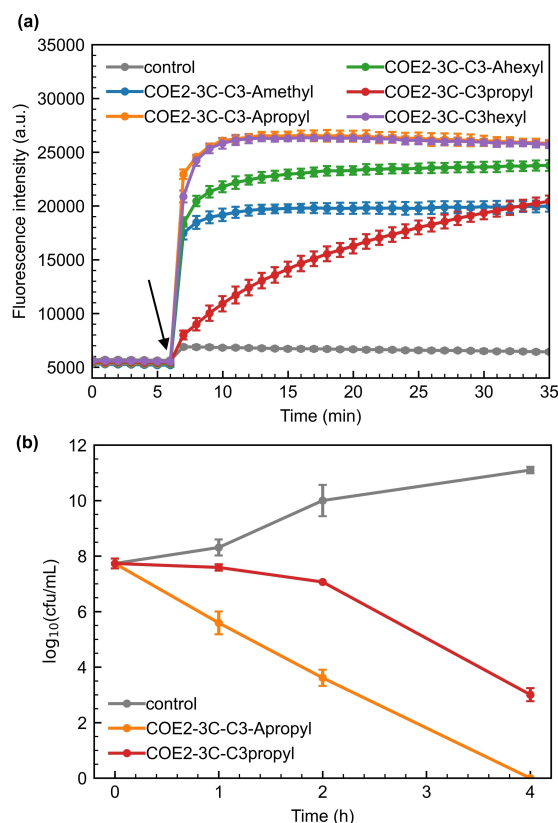 (a)
35000
30000
25000
20000
15000
10000
5000
Fluorescence intensity (a.u.)
control
COE2-3C-C3-Amethyl
COE2-3C-C3-Apropyl
COE2-3C-C3-Ahexyl
COE2-3C-C3propyl
COE2-3C-C3hexyl
0 5 10 15 20 25 30 35
Time (min)
(b)
12
10
8
6
4
2
0
log₁₀(cfu/mL)
control
COE2-3C-C3-Apropyl
COE2-3C-C3propyl
0 1 2 3 4
Time (h)